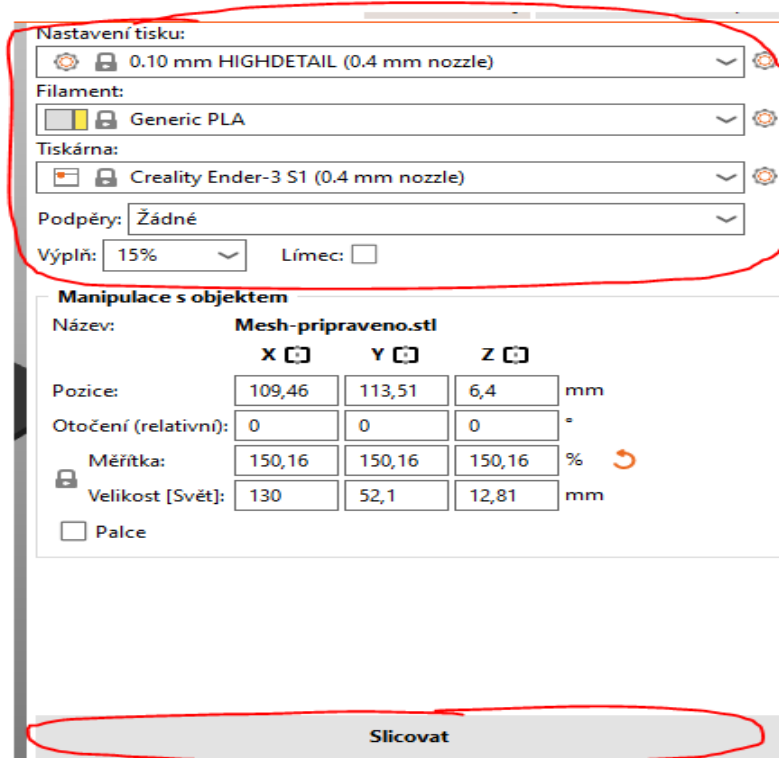 Nastavení tisku:
0.10 mm HIGHDETAIL (0.4 mm nozzle)
Filament:
Generic PLA
Tiskárna:
Creality Ender-3 S1 (0.4 mm nozzle)
Podpěry: Žádné
Výplň: 15% Límec:
Manipulace s objektem
Název: Mesh-pripraveno.stl
X Y Z
Pozice: 109,46 113,51 6,4 mm
Otočení (relativní): 0 0 0 °
Měřítka: 150,16 150,16 150,16 %
Velikost [Svět]: 130 52,1 12,81 mm
Palce
Slicovat